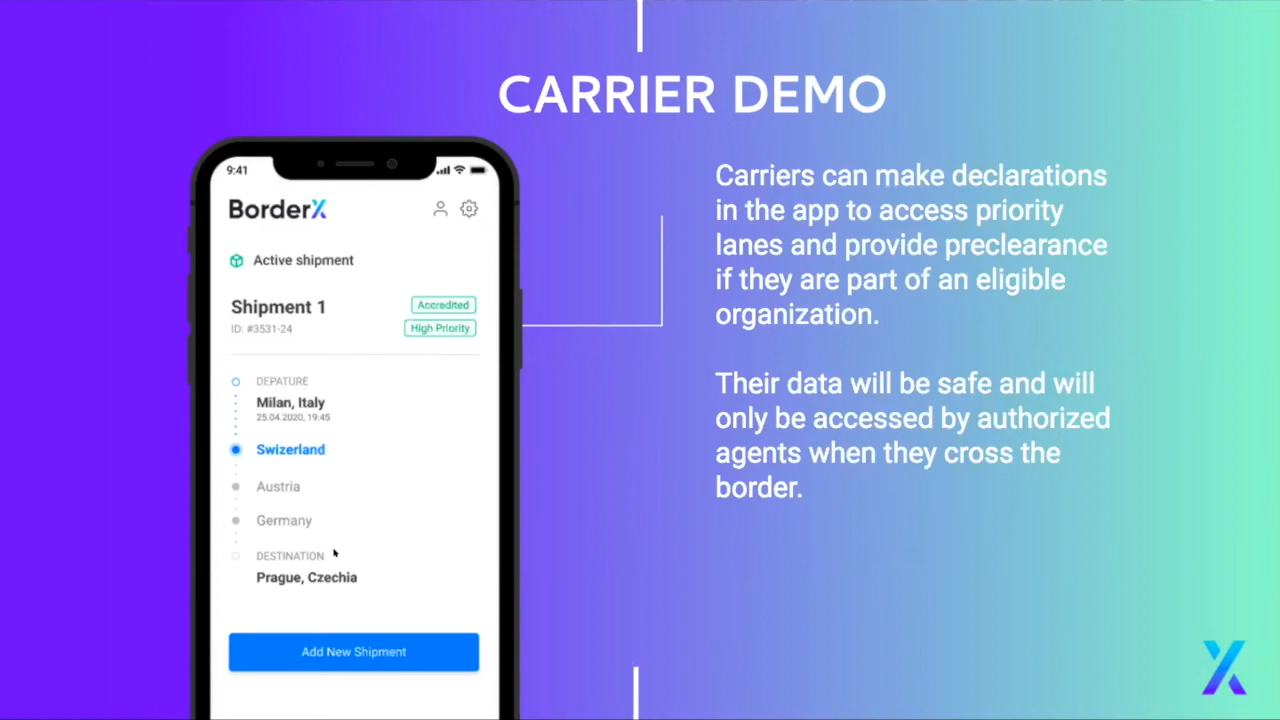 CARRIER DEMO
9:41
BorderX
Active shipment
Shipment 1
Accredited
ID: #3531-24
High Priority
DEPATURE
Milan, Italy
25.04.2020, 19:45
Swizerland
Austria
Germany
DESTINATION
Prague, Czechia
Add New Shipment
Carriers can make declarations
in the app to access priority
lanes and provide preclearance
if they are part of an eligible
organization.
Their data will be safe and will
only be accessed by authorized
agents when they cross the
border.
X